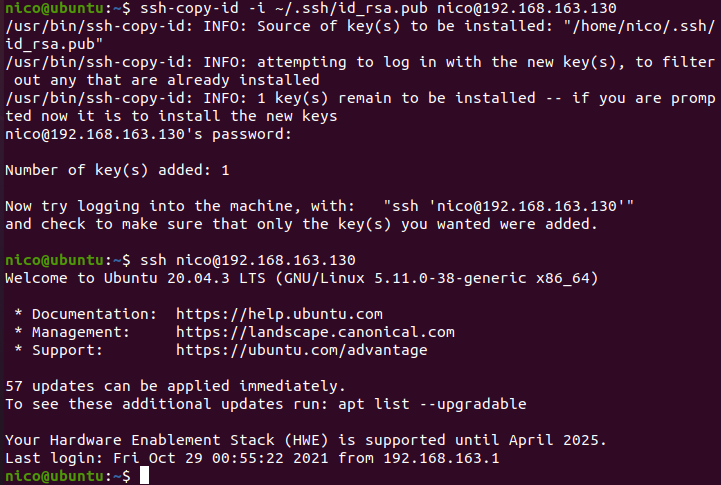 nico@ubuntu:~$ ssh-copy-id -i ~/.ssh/id_rsa.pub nico@192.168.163.130
/usr/bin/ssh-copy-id: INFO: Source of key(s) to be installed: "/home/nico/.ssh/
id_rsa.pub"
/usr/bin/ssh-copy-id: INFO: attempting to log in with the new key(s), to filter
 out any that are already installed
/usr/bin/ssh-copy-id: INFO: 1 key(s) remain to be installed -- if you are promp
ted now it is to install the new keys
nico@192.168.163.130's password:

Number of key(s) added: 1

Now try logging into the machine, with:   "ssh 'nico@192.168.163.130'"
and check to make sure that only the key(s) you wanted were added.

nico@ubuntu:~$ ssh nico@192.168.163.130
Welcome to Ubuntu 20.04.3 LTS (GNU/Linux 5.11.0-38-generic x86_64)

 * Documentation:  https://help.ubuntu.com
 * Management:     https://landscape.canonical.com
 * Support:        https://ubuntu.com/advantage

57 updates can be applied immediately.
To see these additional updates run: apt list --upgradable

Your Hardware Enablement Stack (HWE) is supported until April 2025.
Last login: Fri Oct 29 00:55:22 2021 from 192.168.163.1
nico@ubuntu:~$